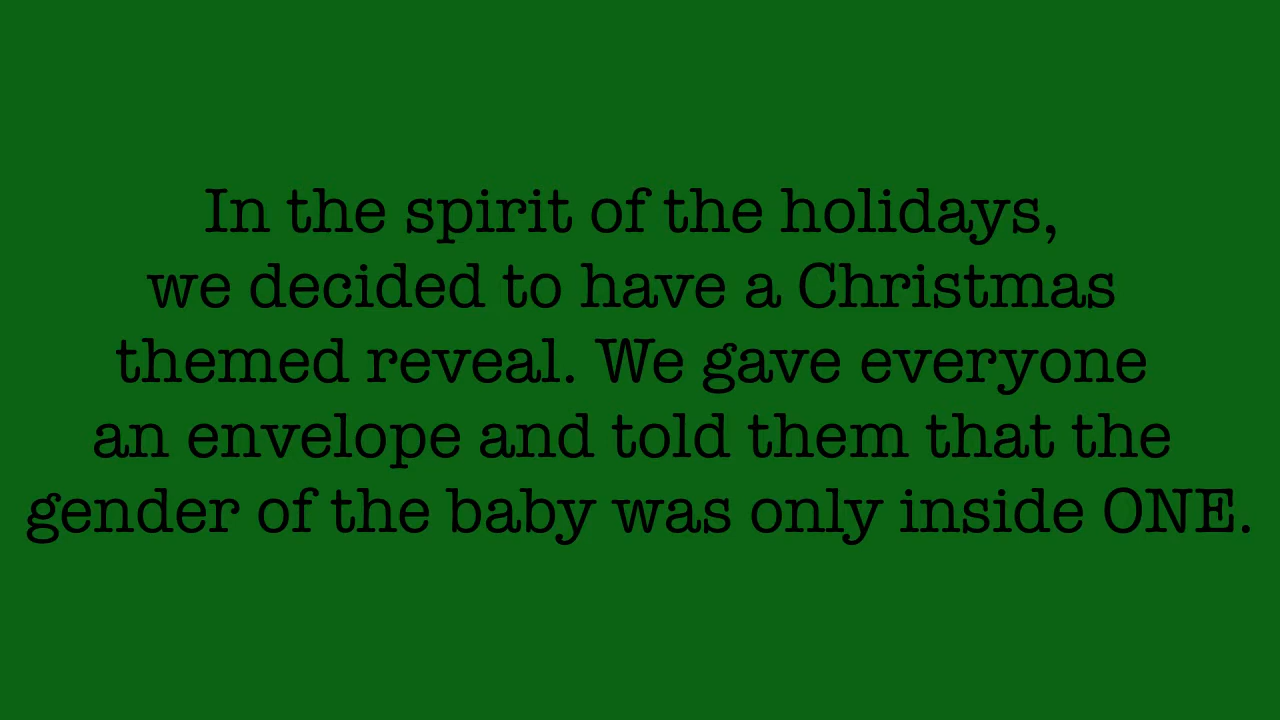 In the spirit of the holidays,
we decided to have a Christmas
themed reveal. We gave everyone
an envelope and told them that the
gender of the baby was only inside ONE.